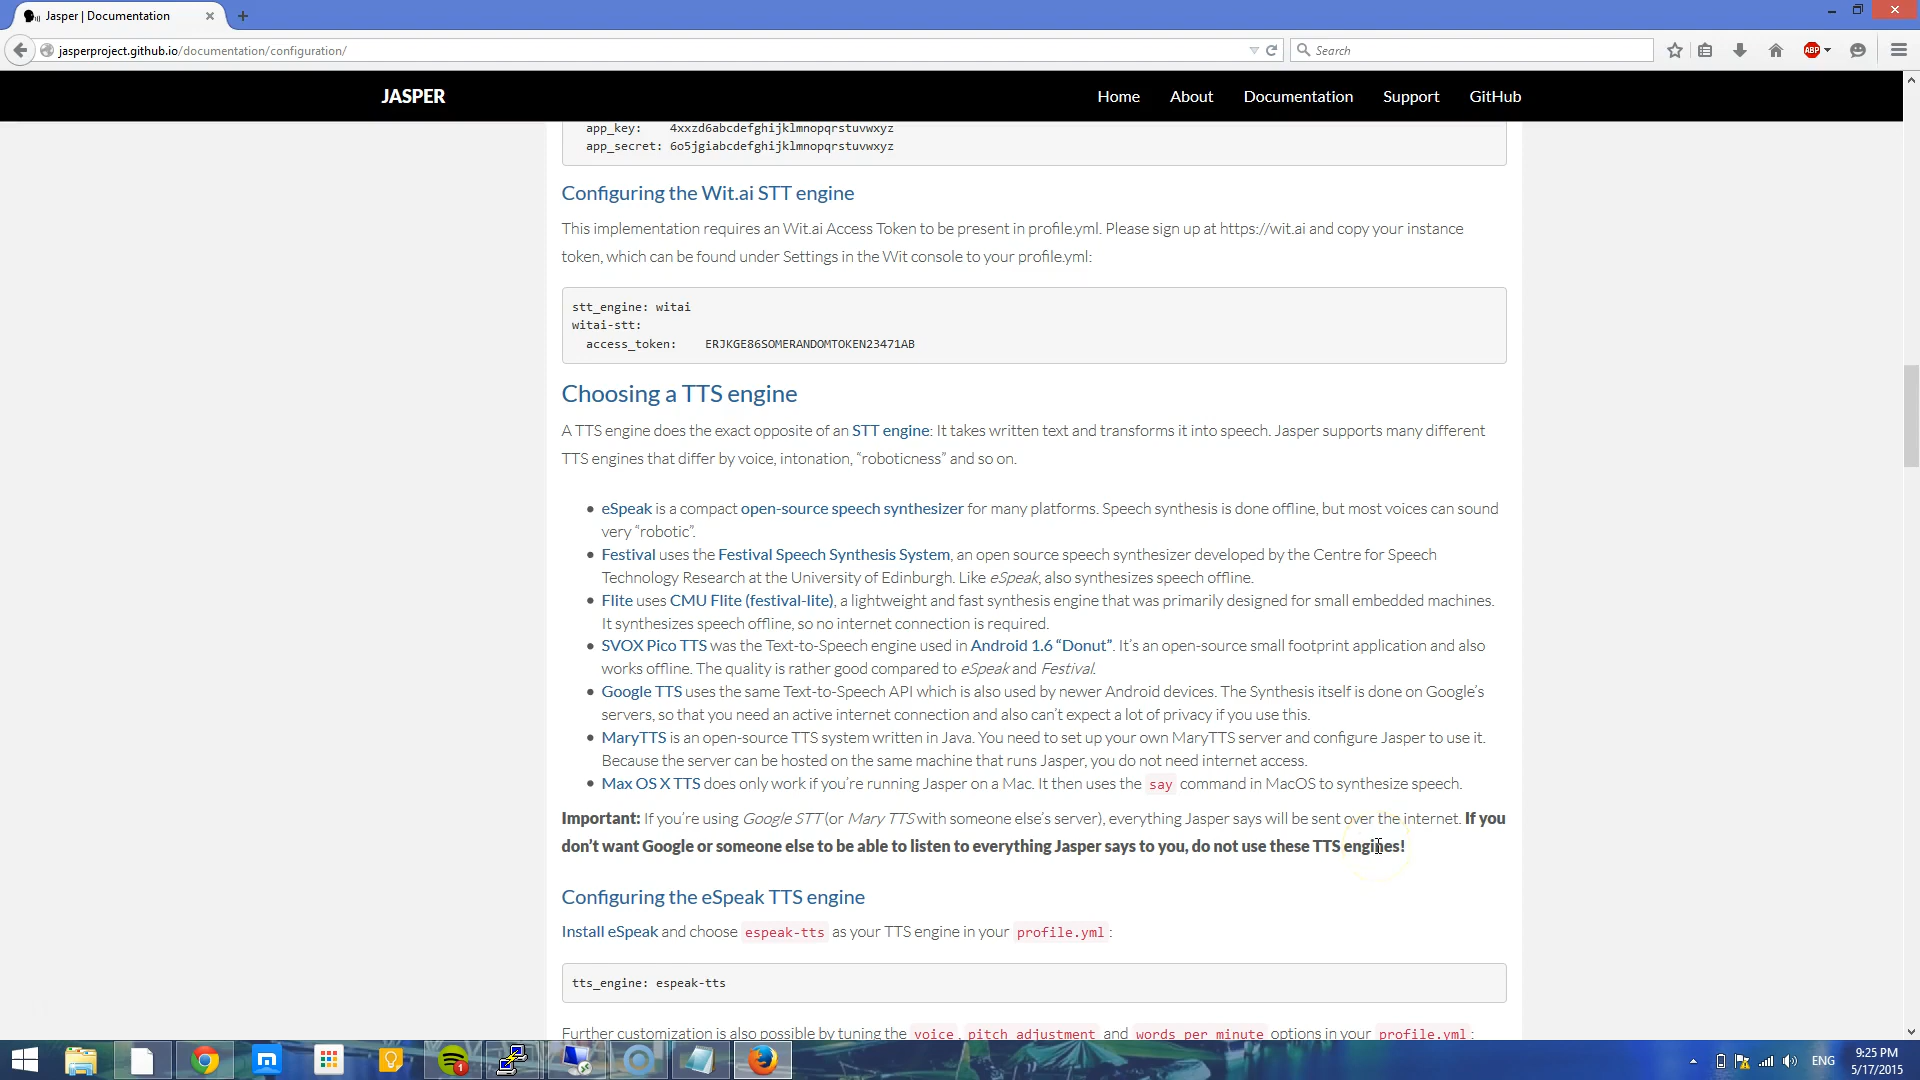 Jasper | Documentation
jasperproject.github.io/documentation/configuration/
Search
ABP
JASPER
Home
About
Documentation
Support
GitHub
app_key:    4xxzd6abcdefghijklmnopqrstuvwxyz
app_secret: 6o5jgiabcdefghijklmnopqrstuvwxyz
Configuring the Wit.ai STT engine
This implementation requires an Wit.ai Access Token to be present in profile.yml. Please sign up at https://wit.ai and copy your instance
token, which can be found under Settings in the Wit console to your profile.yml:
stt_engine: witai
witai-stt:
  access_token:    ERJKGE86SOMERANDOMTOKEN23471AB
Choosing a TTS engine
A TTS engine does the exact opposite of an STT engine: It takes written text and transforms it into speech. Jasper supports many different
TTS engines that differ by voice, intonation, “roboticness” and so on.
• eSpeak is a compact open-source speech synthesizer for many platforms. Speech synthesis is done offline, but most voices can sound
very “robotic”.
• Festival uses the Festival Speech Synthesis System, an open source speech synthesizer developed by the Centre for Speech
Technology Research at the University of Edinburgh. Like eSpeak, also synthesizes speech offline.
• Flite uses CMU Flite (festival-lite), a lightweight and fast synthesis engine that was primarily designed for small embedded machines.
It synthesizes speech offline, so no internet connection is required.
• SVOX Pico TTS was the Text-to-Speech engine used in Android 1.6 “Donut”. It’s an open-source small footprint application and also
works offline. The quality is rather good compared to eSpeak and Festival.
• Google TTS uses the same Text-to-Speech API which is also used by newer Android devices. The Synthesis itself is done on Google’s
servers, so that you need an active internet connection and also can’t expect a lot of privacy if you use this.
• MaryTTS is an open-source TTS system written in Java. You need to set up your own MaryTTS server and configure Jasper to use it.
Because the server can be hosted on the same machine that runs Jasper, you do not need internet access.
• Max OS X TTS does only work if you’re running Jasper on a Mac. It then uses the say command in MacOS to synthesize speech.
Important: If you’re using Google STT (or Mary TTS with someone else’s server), everything Jasper says will be sent over the internet. If you
don’t want Google or someone else to be able to listen to everything Jasper says to you, do not use these TTS engines!
Configuring the eSpeak TTS engine
Install eSpeak and choose espeak-tts as your TTS engine in your profile.yml:
tts_engine: espeak-tts
Further customization is also possible by tuning the voice, pitch_adjustment and words_per_minute options in your profile.yml:
1
ENG
9:25 PM
5/17/2015